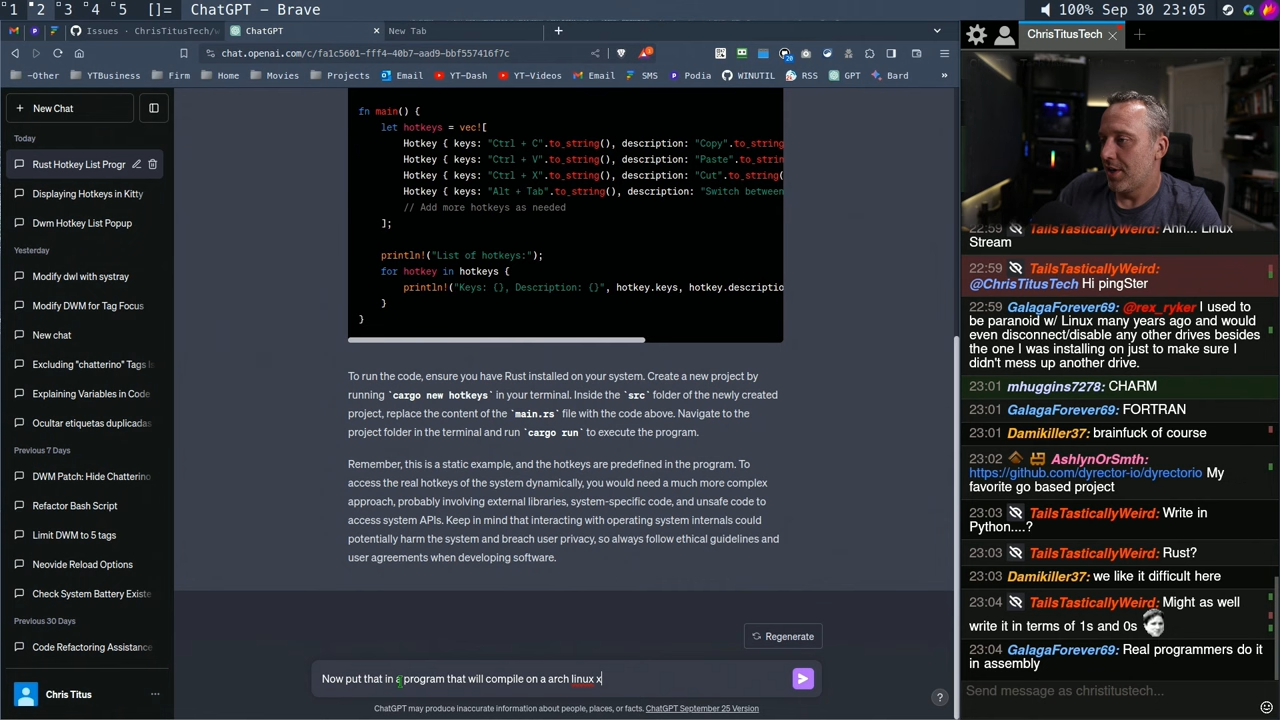 1 2 3 4 5 []= ChatGPT - Brave
100% Sep 30 23:05
Issues · ChrisTitusTech/w
ChatGPT
New Tab
chat.openai.com/c/fa1c5601-fff4-40b7-aad9-bbf557416f7c
-Other YTBusiness Firm Home Movies Projects Email YT-Dash YT-Videos Email SMS Podia WINUTIL RSS GPT Bard
New Chat
Today
Rust Hotkey List Progr
Displaying Hotkeys in Kitty
Dwm Hotkey List Popup
Yesterday
Modify dwl with systray
Modify DWM for Tag Focus
New chat
Excluding "chatterino" Tags b
Explaining Variables in Code
Ocultar etiquetas duplicadas
Previous 7 Days
DWM Patch: Hide Chatterino
Refactor Bash Script
Limit DWM to 5 tags
Neovide Reload Options
Check System Battery Existe
Previous 30 Days
Code Refactoring Assistance
Chris Titus
fn main() {
let hotkeys = vec![
Hotkey { keys: "Ctrl + C".to_string(), description: "Copy".to_string
Hotkey { keys: "Ctrl + V".to_string(), description: "Paste".to_strin
Hotkey { keys: "Ctrl + X".to_string(), description: "Cut".to_string(
Hotkey { keys: "Alt + Tab".to_string(), description: "Switch between
// Add more hotkeys as needed
];
println!("List of hotkeys:");
for hotkey in hotkeys {
println!("Keys: {}, Description: {}", hotkey.keys, hotkey.descriptio
}
}
To run the code, ensure you have Rust installed on your system. Create a new project by
running `cargo new hotkeys` in your terminal. Inside the `src` folder of the newly created
project, replace the content of the `main.rs` file with the code above. Navigate to the
project folder in the terminal and run `cargo run` to execute the program.
Remember, this is a static example, and the hotkeys are predefined in the program. To
access the real hotkeys of the system dynamically, you would need a much more complex
approach, probably involving external libraries, system-specific code, and unsafe code to
access system APIs. Keep in mind that interacting with operating system internals could
potentially harm the system and breach user privacy, so always follow ethical guidelines and
user agreements when developing software.
Regenerate
Now put that in a program that will compile on a arch linux x
ChatGPT may produce inaccurate information about people, places, or facts. ChatGPT September 25 Version
?
ChrisTitusTech
22:59 TailsTasticallyWeird: Ahh... Linux
Stream
22:59 TailsTasticallyWeird:
@ChrisTitusTech Hi pingSter
22:59 GalagaForever69: @rex_ryker I used to
be paranoid w/ Linux many years ago and would
even disconnect/disable any other drives besides
the one I was installing on just to make sure I
didn't mess up another drive.
23:01 mhuggins7278: CHARM
23:01 GalagaForever69: FORTRAN
23:01 Damikiller37: brainfuck of course
23:02 AshlynOrSmth:
https://github.com/dyrector-io/dyrectorio My
favorite go based project
23:03 TailsTasticallyWeird: Write in
Python....?
23:03 TailsTasticallyWeird: Rust?
23:03 Damikiller37: we like it difficult here
23:04 TailsTasticallyWeird: Might as well
write it in terms of 1s and 0s
23:04 GalagaForever69: Real programmers do it
in assembly
Send message as christitustech...